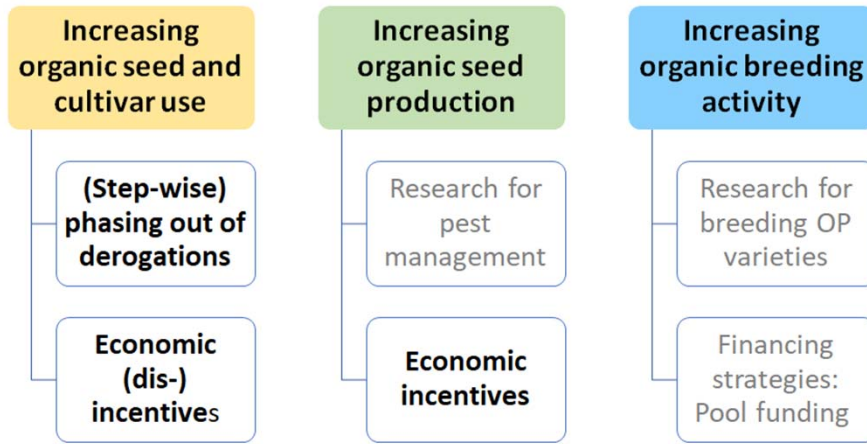 Increasing
organic seed and
cultivar use
(Step-wise)
phasing out of
derogations
Economic
(dis-)
incentives
Increasing
organic seed
production
Research for
pest
management
Economic
incentives
Increasing
organic breeding
activity
Research for
breeding OP
varieties
Financing
strategies:
Pool funding